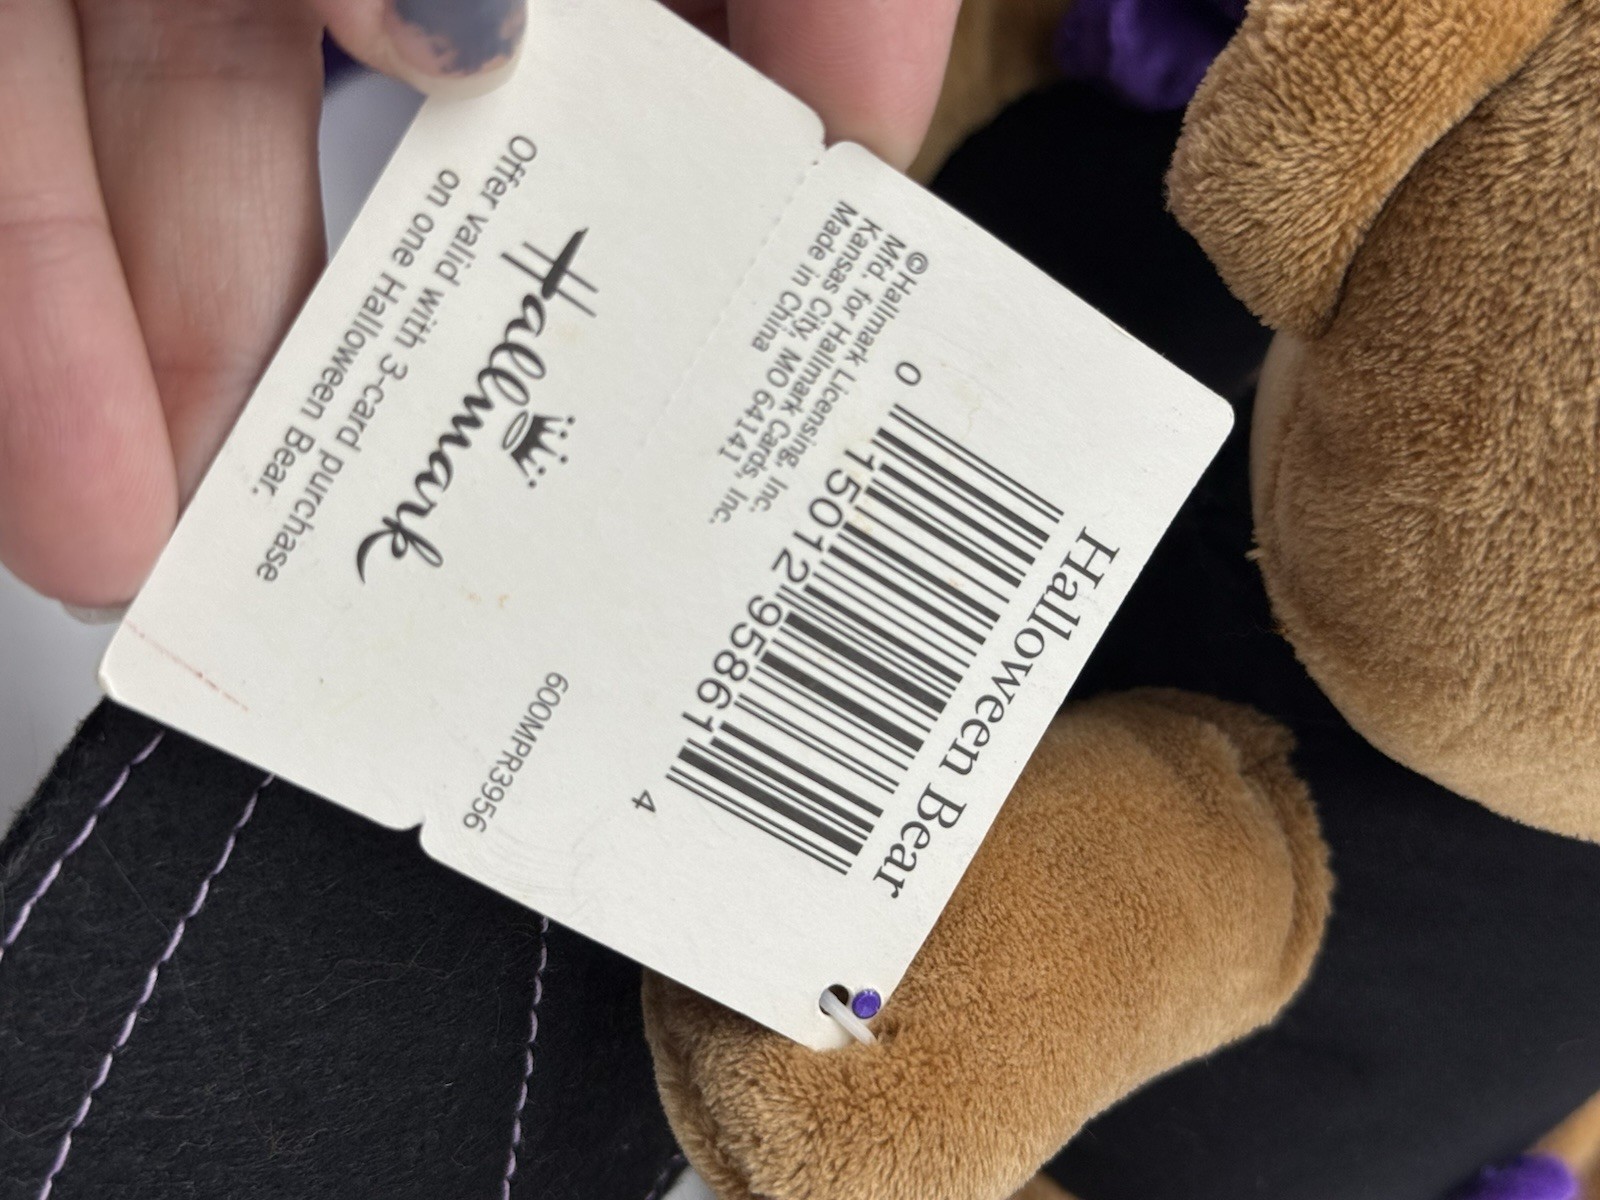 Halloween Bear
0 15012 95861 4
©Hallmark Licensing, Inc.
Mfd. for Hallmark Cards, Inc.
Kansas City, MO 64141
Made in China
600MPR3956
Hallmark
Offer valid with 3-card purchase
on one Halloween Bear.